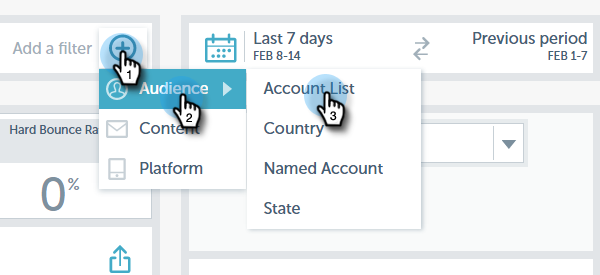 Add a filter
1
Last 7 days
FEB 8-14
Previous period
FEB 1-7
Audience
2
Content
Platform
Account List
3
Country
Named Account
State
Hard Bounce Ra
0%